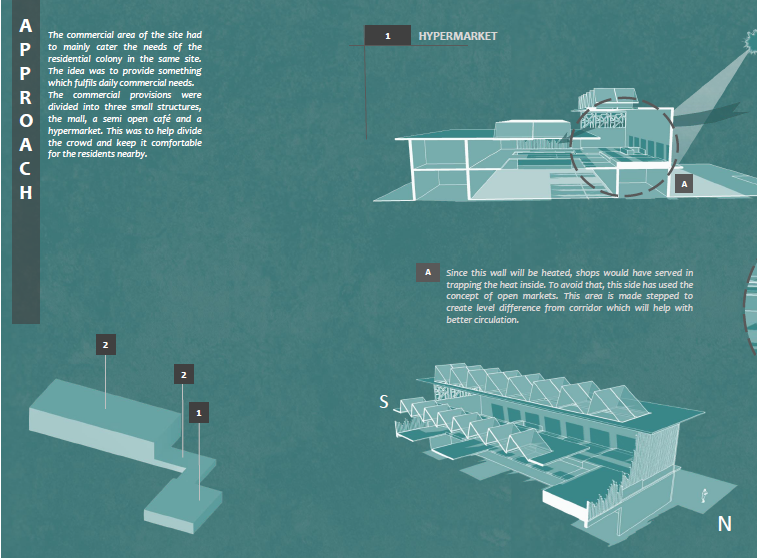 APPROACH
The commercial area of the site had
to mainly cater the needs of the
residential colony in the same site.
The idea was to provide something
which fulfils daily commercial needs.
The commercial provisions were
divided into three small structures,
the mall, a semi open café and a
hypermarket. This was to help divide
the crowd and keep it comfortable
for the residents nearby.
1 HYPERMARKET
A
A Since this wall will be heated, shops would have served in
trapping the heat inside. To avoid that, this side has used the
concept of open markets. This area is made stepped to
create level difference from corridor which will help with
better circulation.
2
2
1
S
N